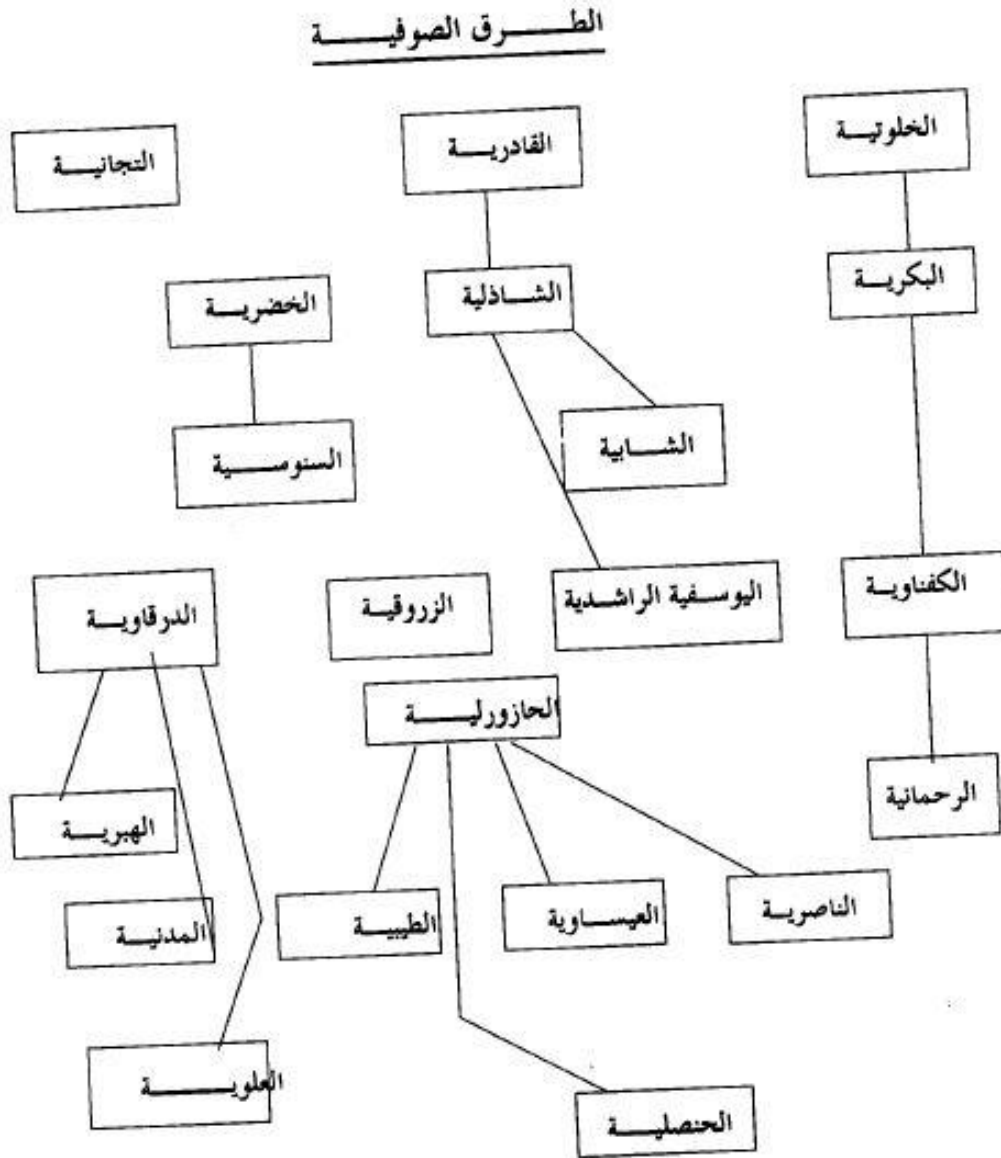 الطرق الصوفية
الخلوتية
القادرية
التجانية
البكرية
الشاذلية
الخضرية
الشابية
السنوسية
الكفناوية
اليوسفية الراشدية
الزروقية
الدرقاوية
الحازورلية
الرحمانية
الهبرية
الناصرية
العيساوية
الطيبية
المدنية
العلوية
الحنصلية